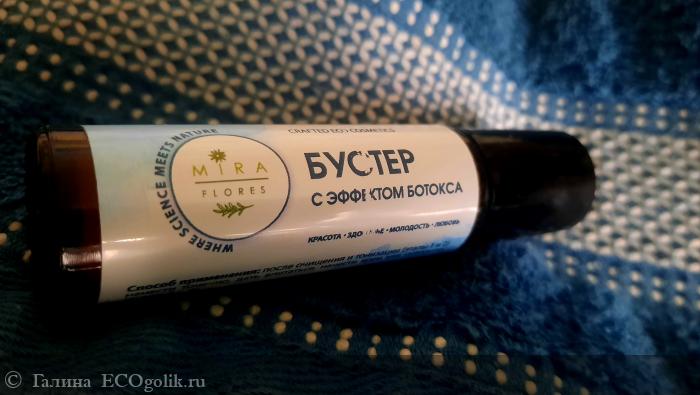 WHERE SCIENCE MEETS NATURE
MIRA
FLORES
CRAFTED ECO COSMETICS
БУСТЕР
С ЭФФЕКТОМ БОТОКСА
КРАСОТА • ЗДОРОВЬЕ • МОЛОДОСТЬ • ЛЮБОВЬ
Способ применения: после очищения и тонизации
© Галина ECOgolik.ru